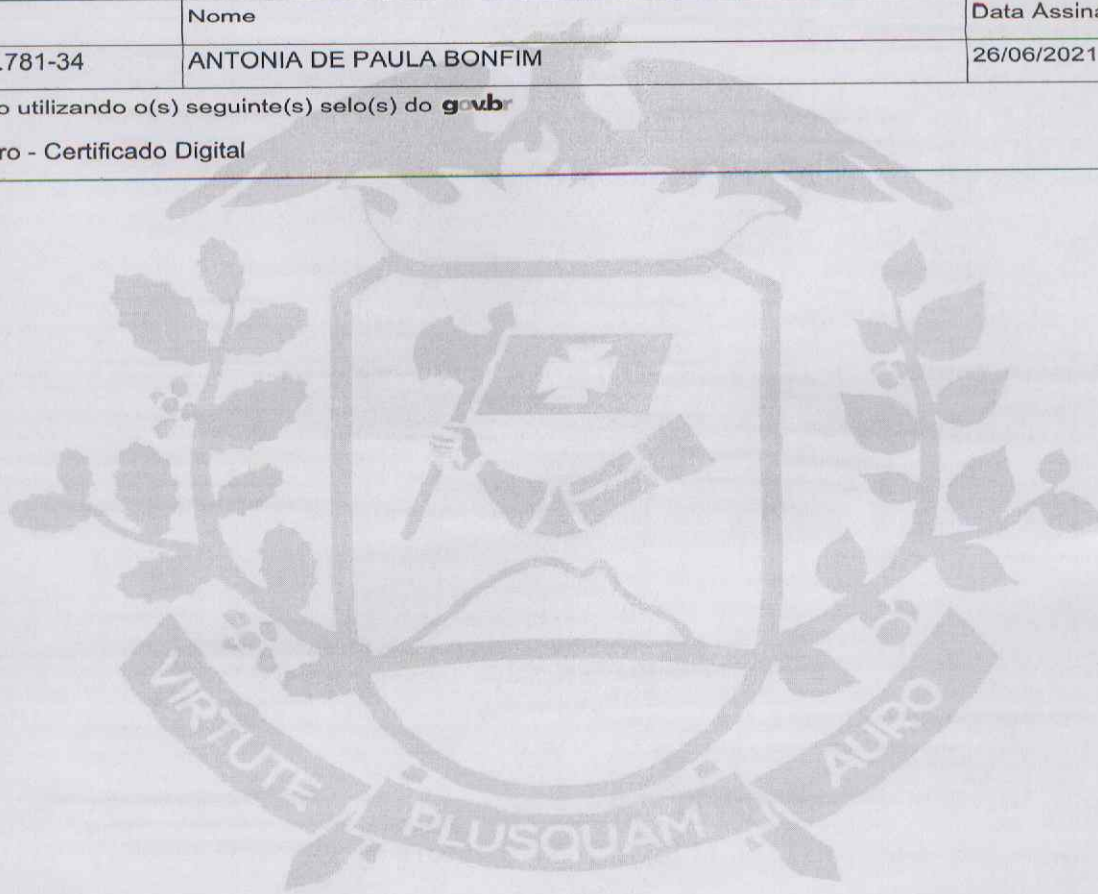 Nome Data Assina
.781-34 ANTONIA DE PAULA BONFIM 26/06/2021
o utilizando o(s) seguinte(s) selo(s) do gov.br
ro - Certificado Digital
VIRTUTE PLUSQUAM AURO